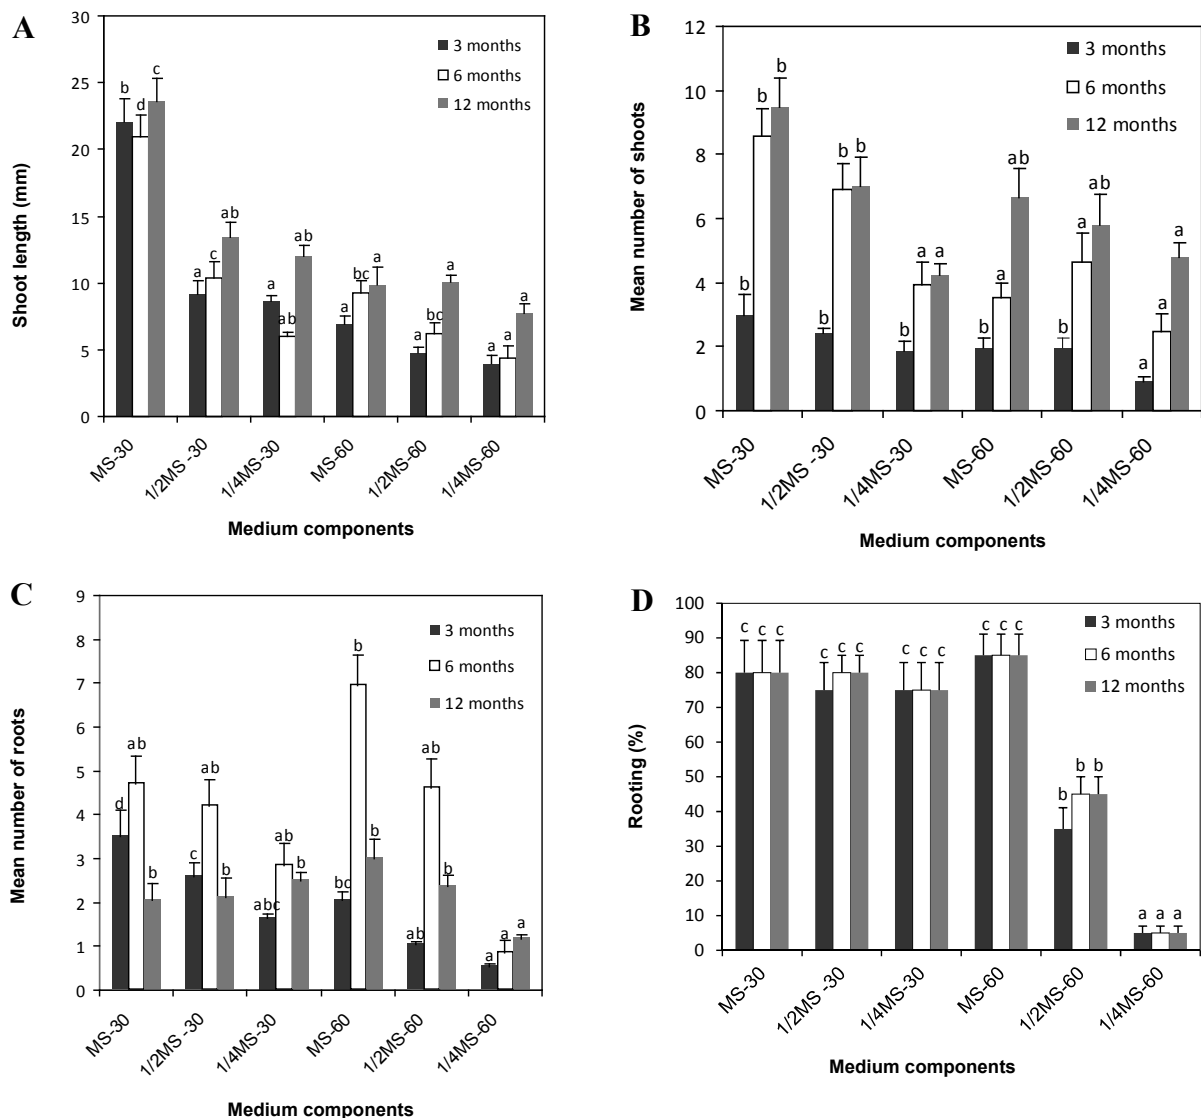 A
Shoot length (mm)
30
25
20
15
10
5
0
3 months
6 months
12 months
b d c
a c ab
a ab ab
a bc a
a bc a
a a a
MS-30 1/2MS -30 1/4MS-30 MS-60 1/2MS-60 1/4MS-60
Medium components
B
Mean number of shoots
12
10
8
6
4
2
0
3 months
6 months
12 months
b b b
b b b
b a a
b a ab
b a ab
a a a
MS-30 1/2MS -30 1/4MS-30 MS-60 1/2MS-60 1/4MS-60
Medium components
C
Mean number of roots
9
8
7
6
5
4
3
2
1
0
3 months
6 months
12 months
d ab b
c ab b
abc ab b
bc b b
ab ab b
a a a
MS-30 1/2MS -30 1/4MS-30 MS-60 1/2MS-60 1/4MS-60
Medium components
D
Rooting (%)
100
90
80
70
60
50
40
30
20
10
0
3 months
6 months
12 months
c c c
c c c
c c c
c c c
b b b
a a a
MS-30 1/2MS -30 1/4MS-30 MS-60 1/2MS-60 1/4MS-60
Medium components